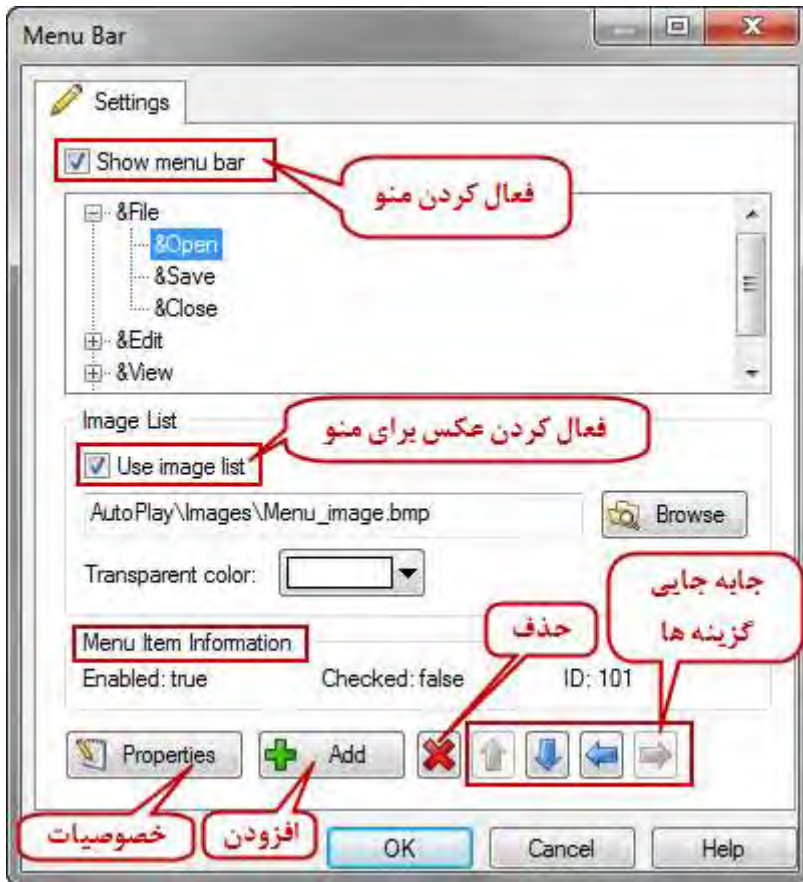 Menu Bar
Settings
Show menu bar
فعال کردن منو
&File
&Open
&Save
&Close
&Edit
&View
Image List
فعال کردن عکس برای منو
Use image list
AutoPlay\Images\Menu_image.bmp
Browse
Transparent color:
جابه جایی
گزینه ها
حذف
Menu Item Information
Enabled: true
Checked: false
ID: 101
Properties
Add
خصوصیات
افزودن
OK
Cancel
Help